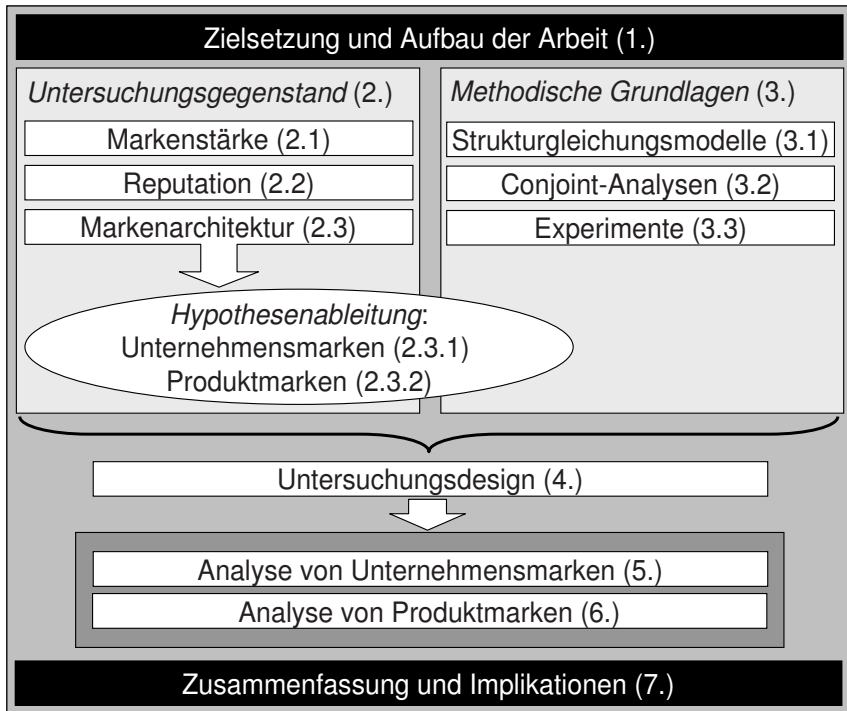 Zielsetzung und Aufbau der Arbeit (1.)
Untersuchungsgegenstand (2.)
Markenstärke (2.1)
Reputation (2.2)
Markenarchitektur (2.3)
Hypothesenableitung:
Unternehmensmarken (2.3.1)
Produktmarken (2.3.2)
Methodische Grundlagen (3.)
Strukturgleichungsmodelle (3.1)
Conjoint-Analysen (3.2)
Experimente (3.3)
Untersuchungsdesign (4.)
Analyse von Unternehmensmarken (5.)
Analyse von Produktmarken (6.)
Zusammenfassung und Implikationen (7.)